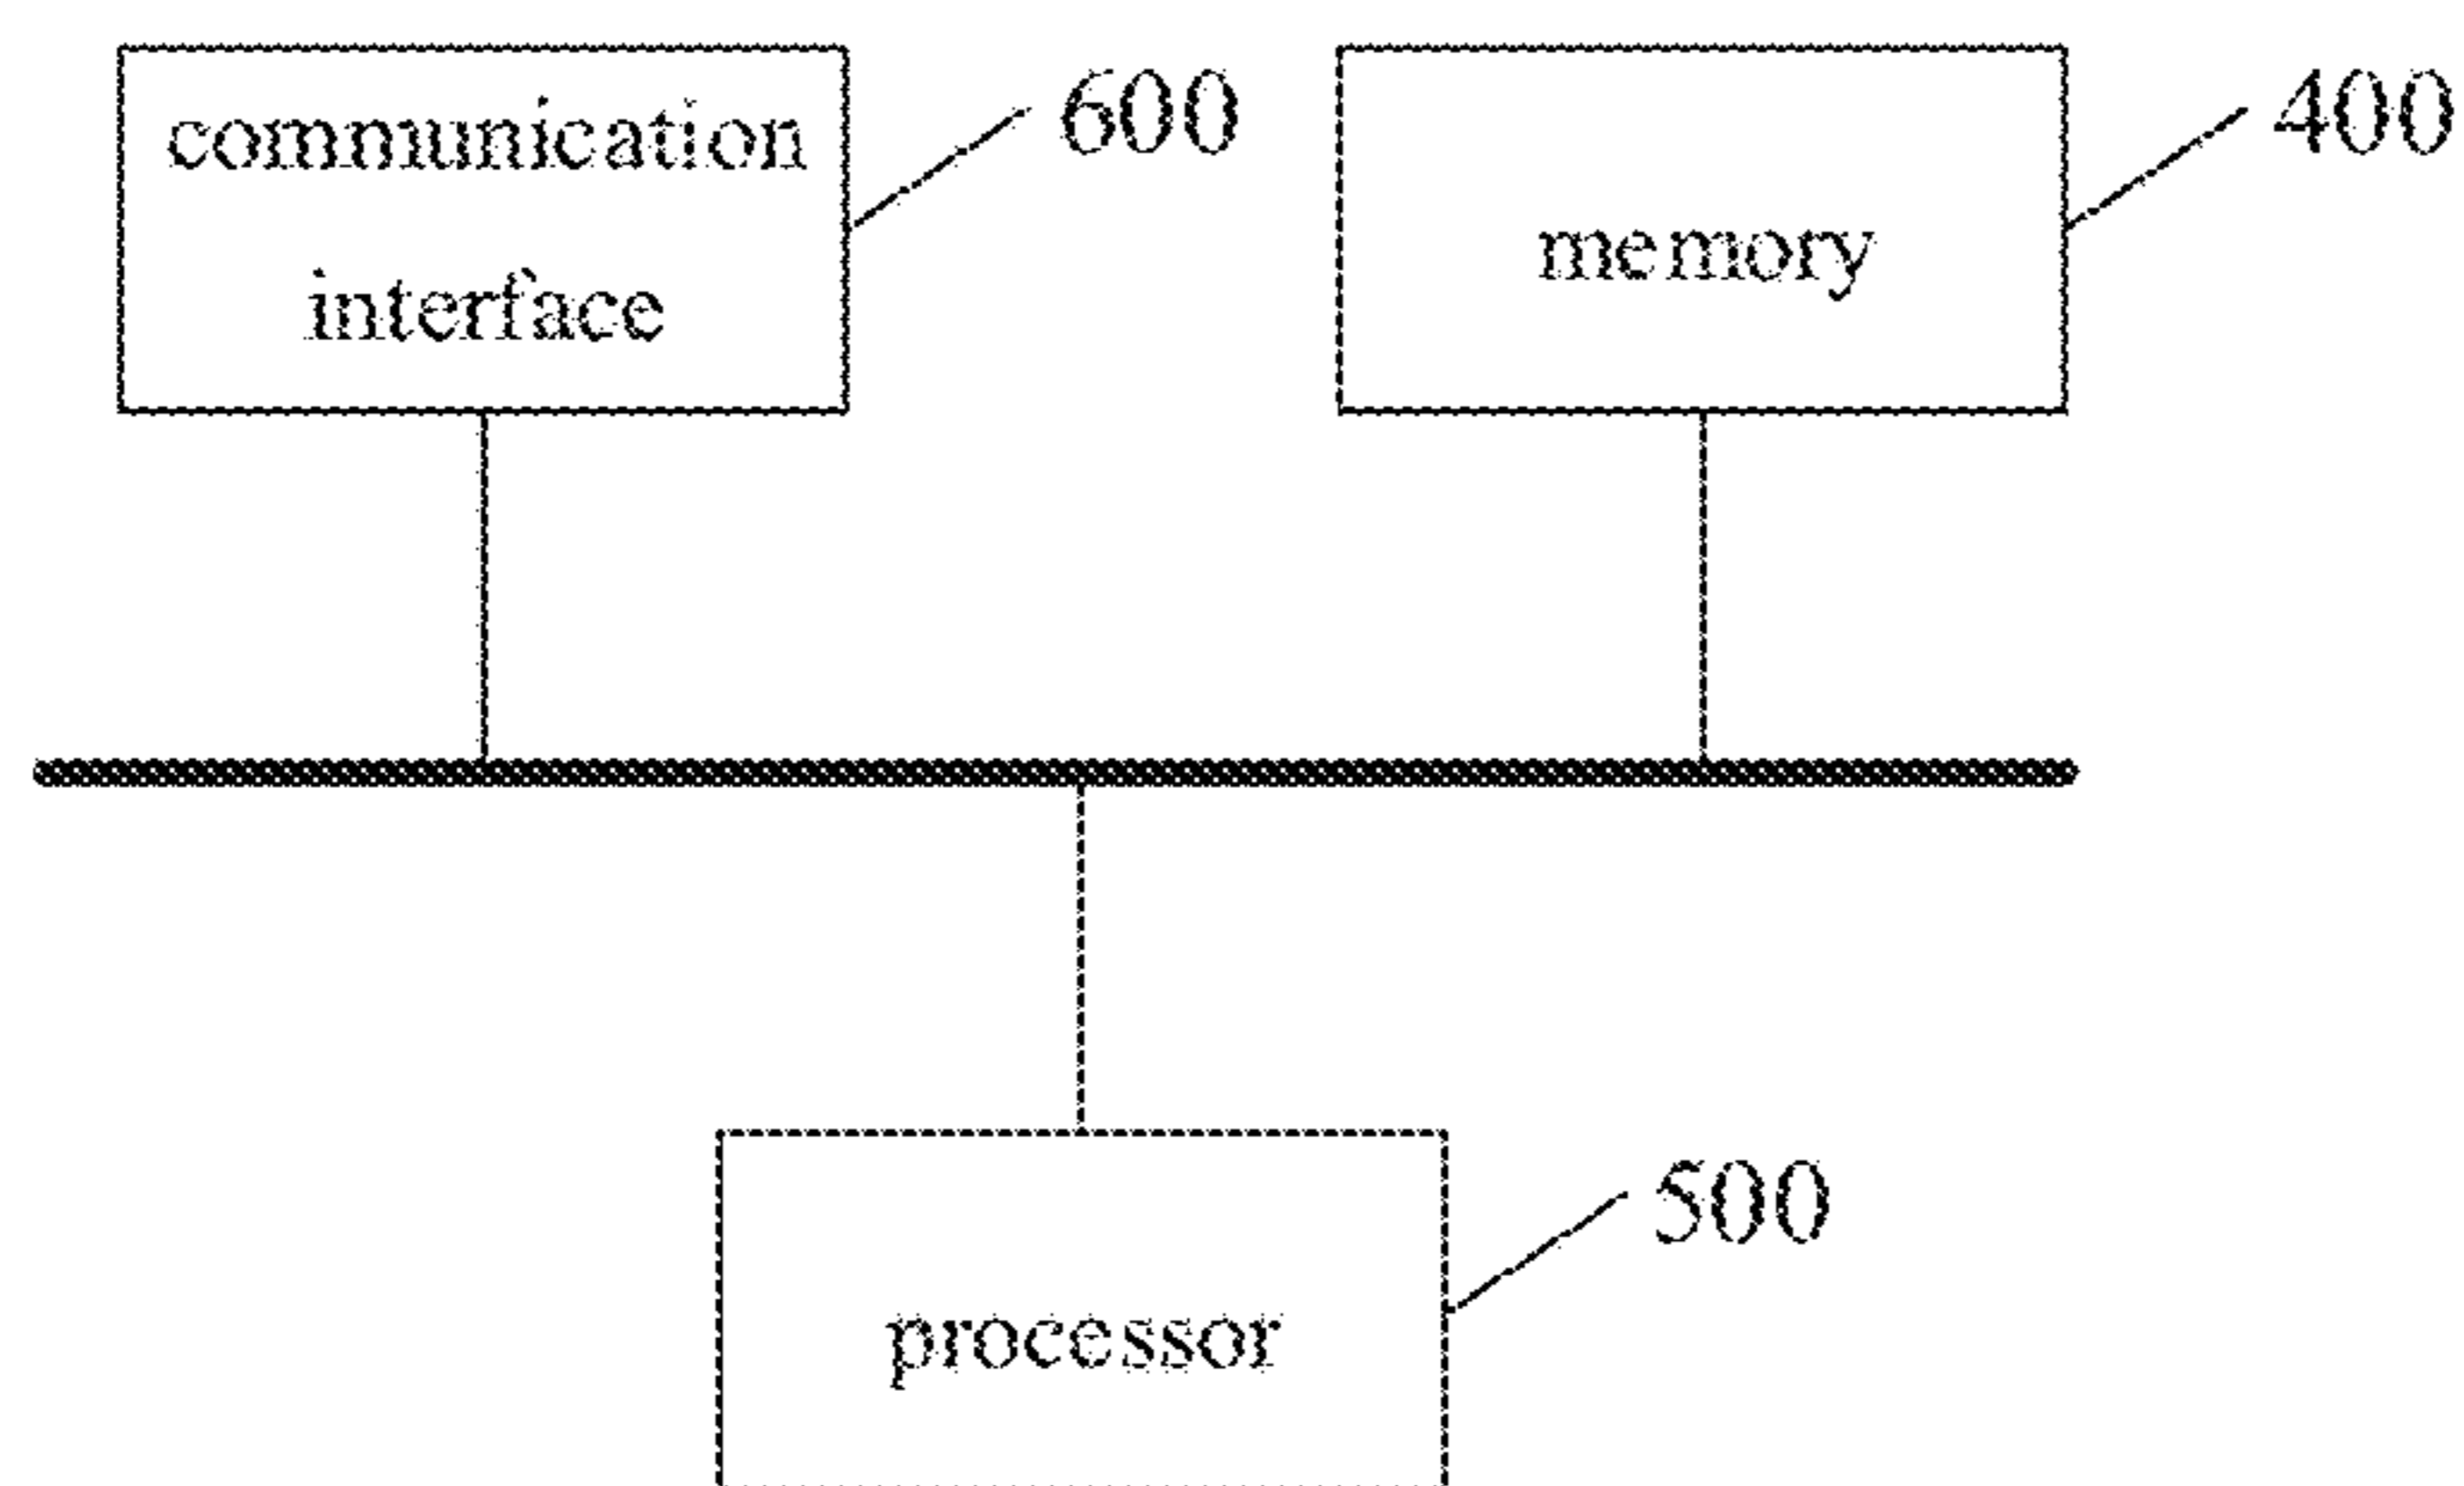 communication
interface
600
memory
400
processor
500